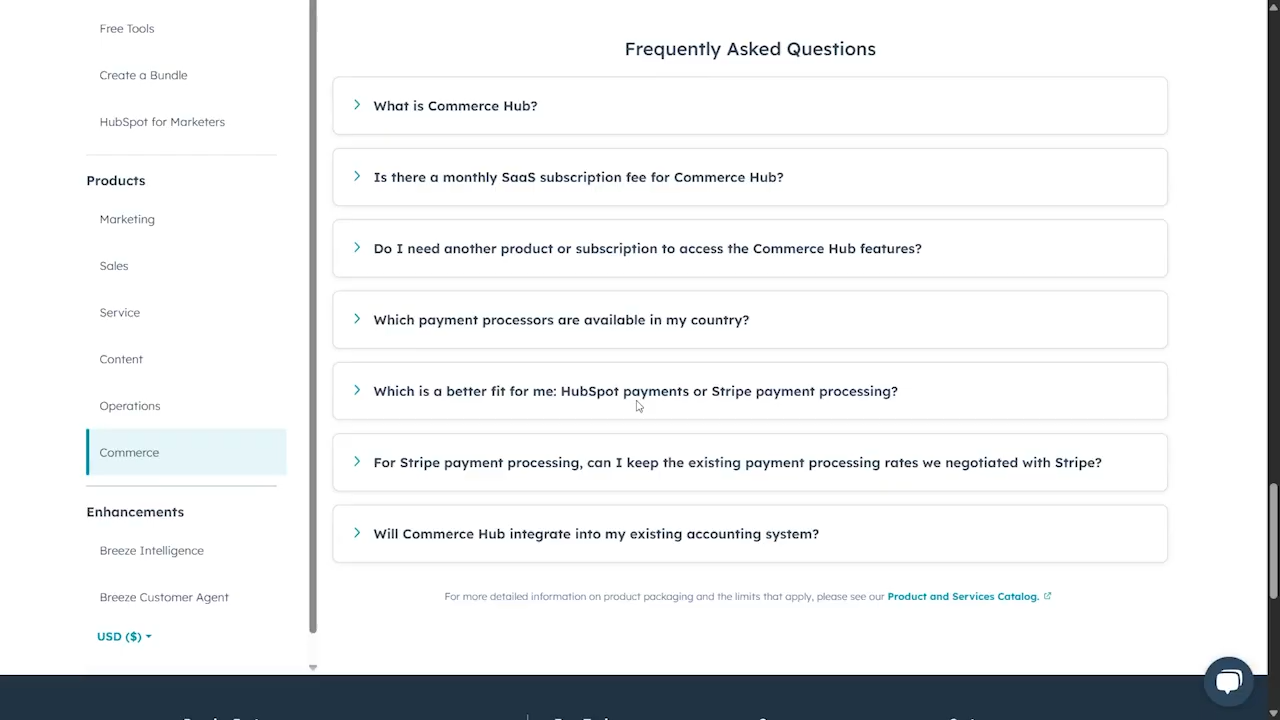 Free Tools
Create a Bundle
HubSpot for Marketers
Products
Marketing
Sales
Service
Content
Operations
Commerce
Enhancements
Breeze Intelligence
Breeze Customer Agent
USD ($)
Frequently Asked Questions
What is Commerce Hub?
Is there a monthly SaaS subscription fee for Commerce Hub?
Do I need another product or subscription to access the Commerce Hub features?
Which payment processors are available in my country?
Which is a better fit for me: HubSpot payments or Stripe payment processing?
For Stripe payment processing, can I keep the existing payment processing rates we negotiated with Stripe?
Will Commerce Hub integrate into my existing accounting system?
For more detailed information on product packaging and the limits that apply, please see our Product and Services Catalog.